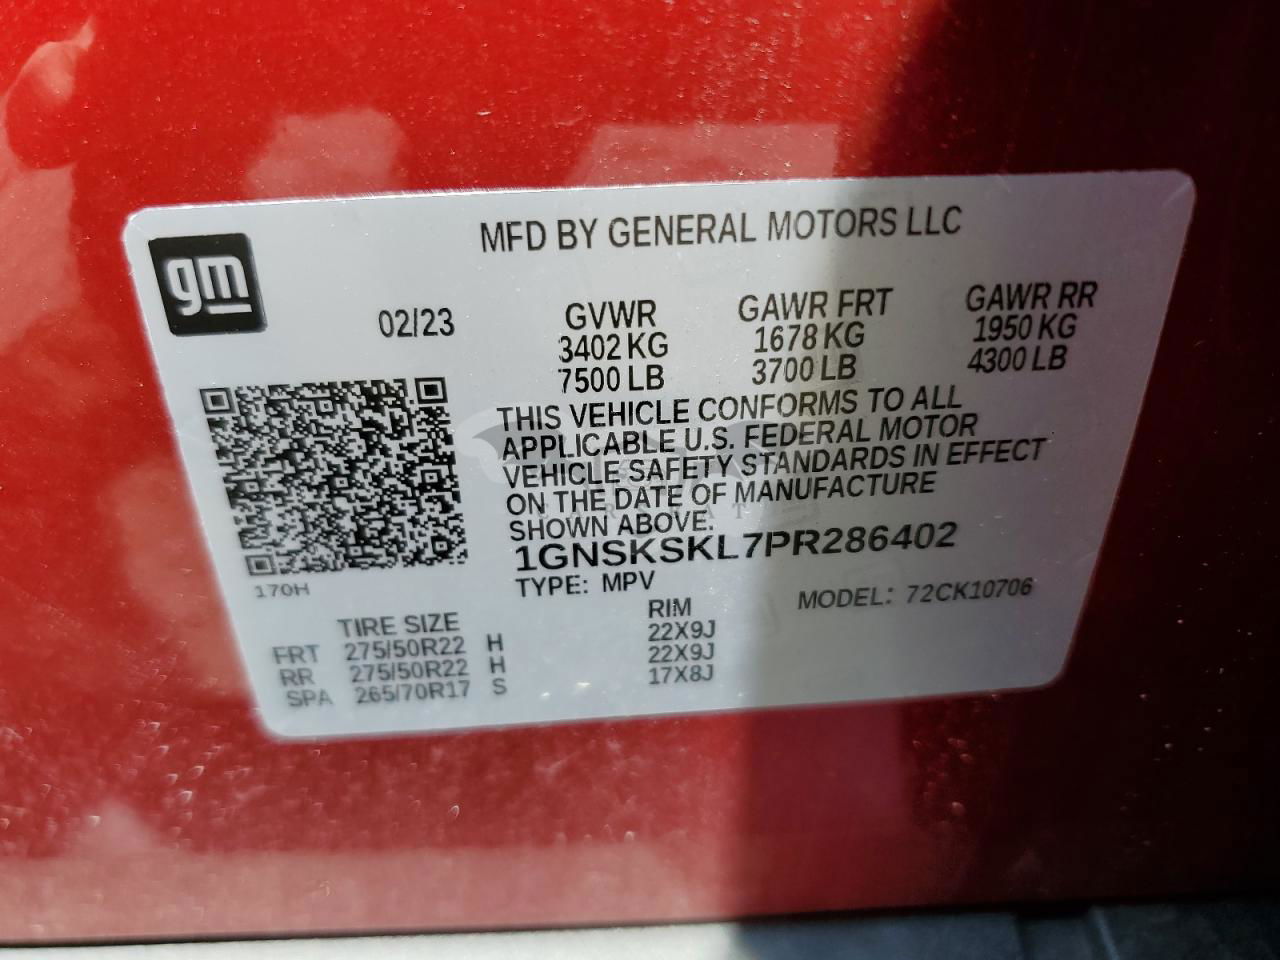 MFD BY GENERAL MOTORS LLC
gm
02/23
GVWR GAWR FRT GAWR RR
3402 KG 1678 KG 1950 KG
7500 LB 3700 LB 4300 LB
THIS VEHICLE CONFORMS TO ALL
APPLICABLE U.S. FEDERAL MOTOR
VEHICLE SAFETY STANDARDS IN EFFECT
ON THE DATE OF MANUFACTURE
SHOWN ABOVE.
1GNSKSKL7PR286402
170H
TYPE: MPV MODEL: 72CK10706
TIRE SIZE RIM
FRT 275/50R22 H 22X9J
RR 275/50R22 H 22X9J
SPA 265/70R17 S 17X8J